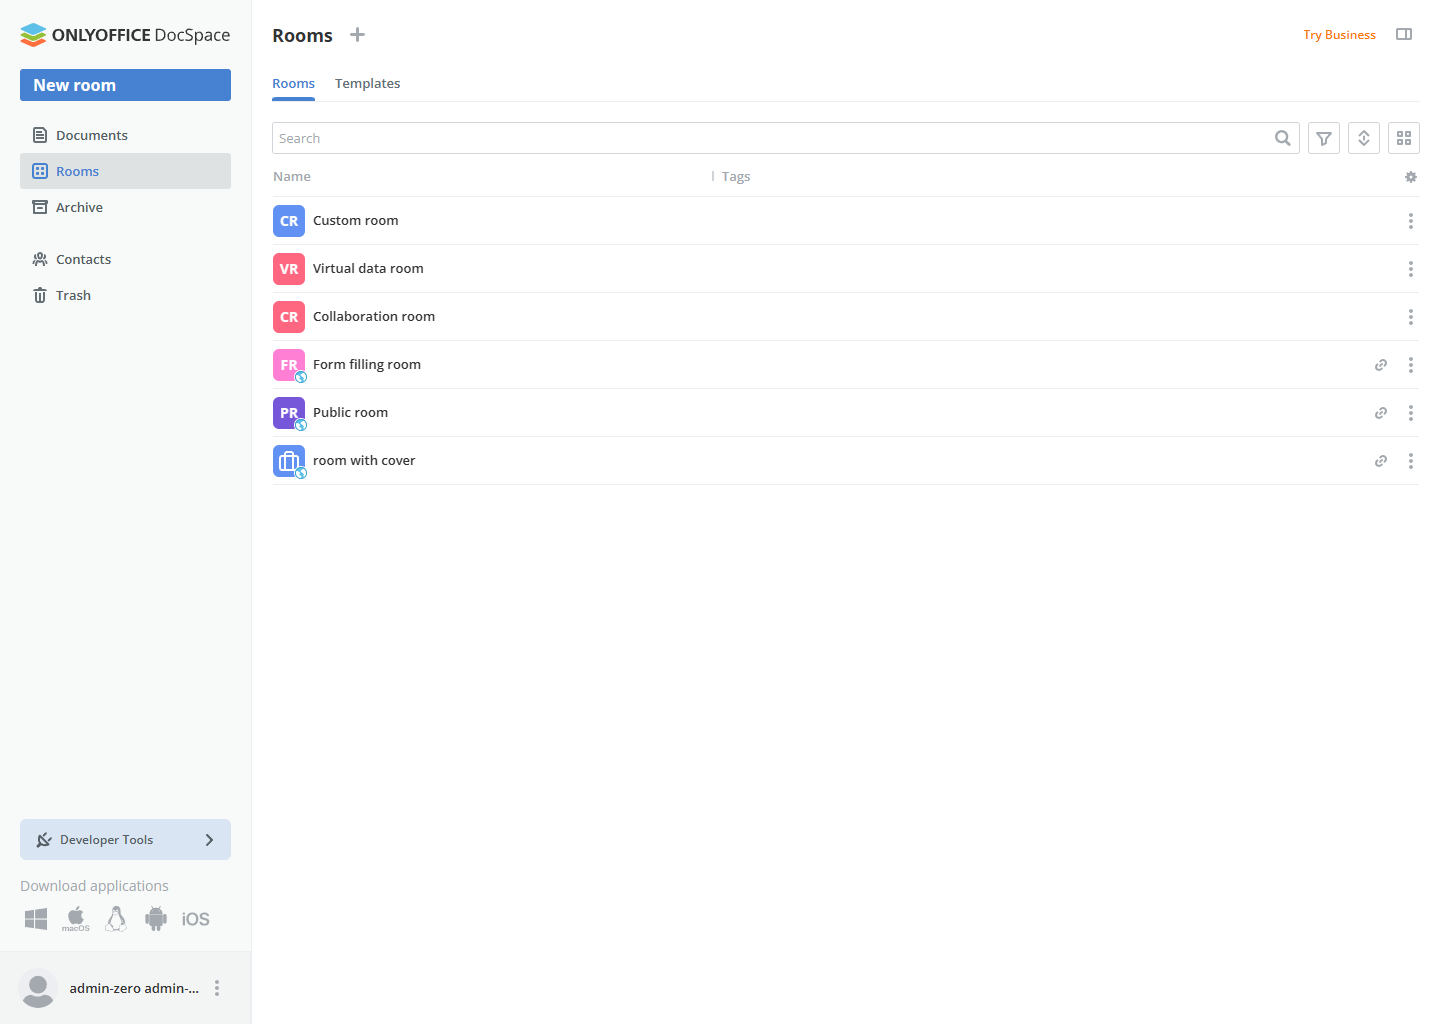 ONLYOFFICE DocSpace
New room
Documents
Rooms
Archive
Contacts
Trash
Developer Tools
Download applications
macOS
iOS
admin-zero admin-...
Rooms
Try Business
Rooms
Templates
Search
Name
Tags
CR
Custom room
VR
Virtual data room
CR
Collaboration room
FR
Form filling room
PR
Public room
room with cover